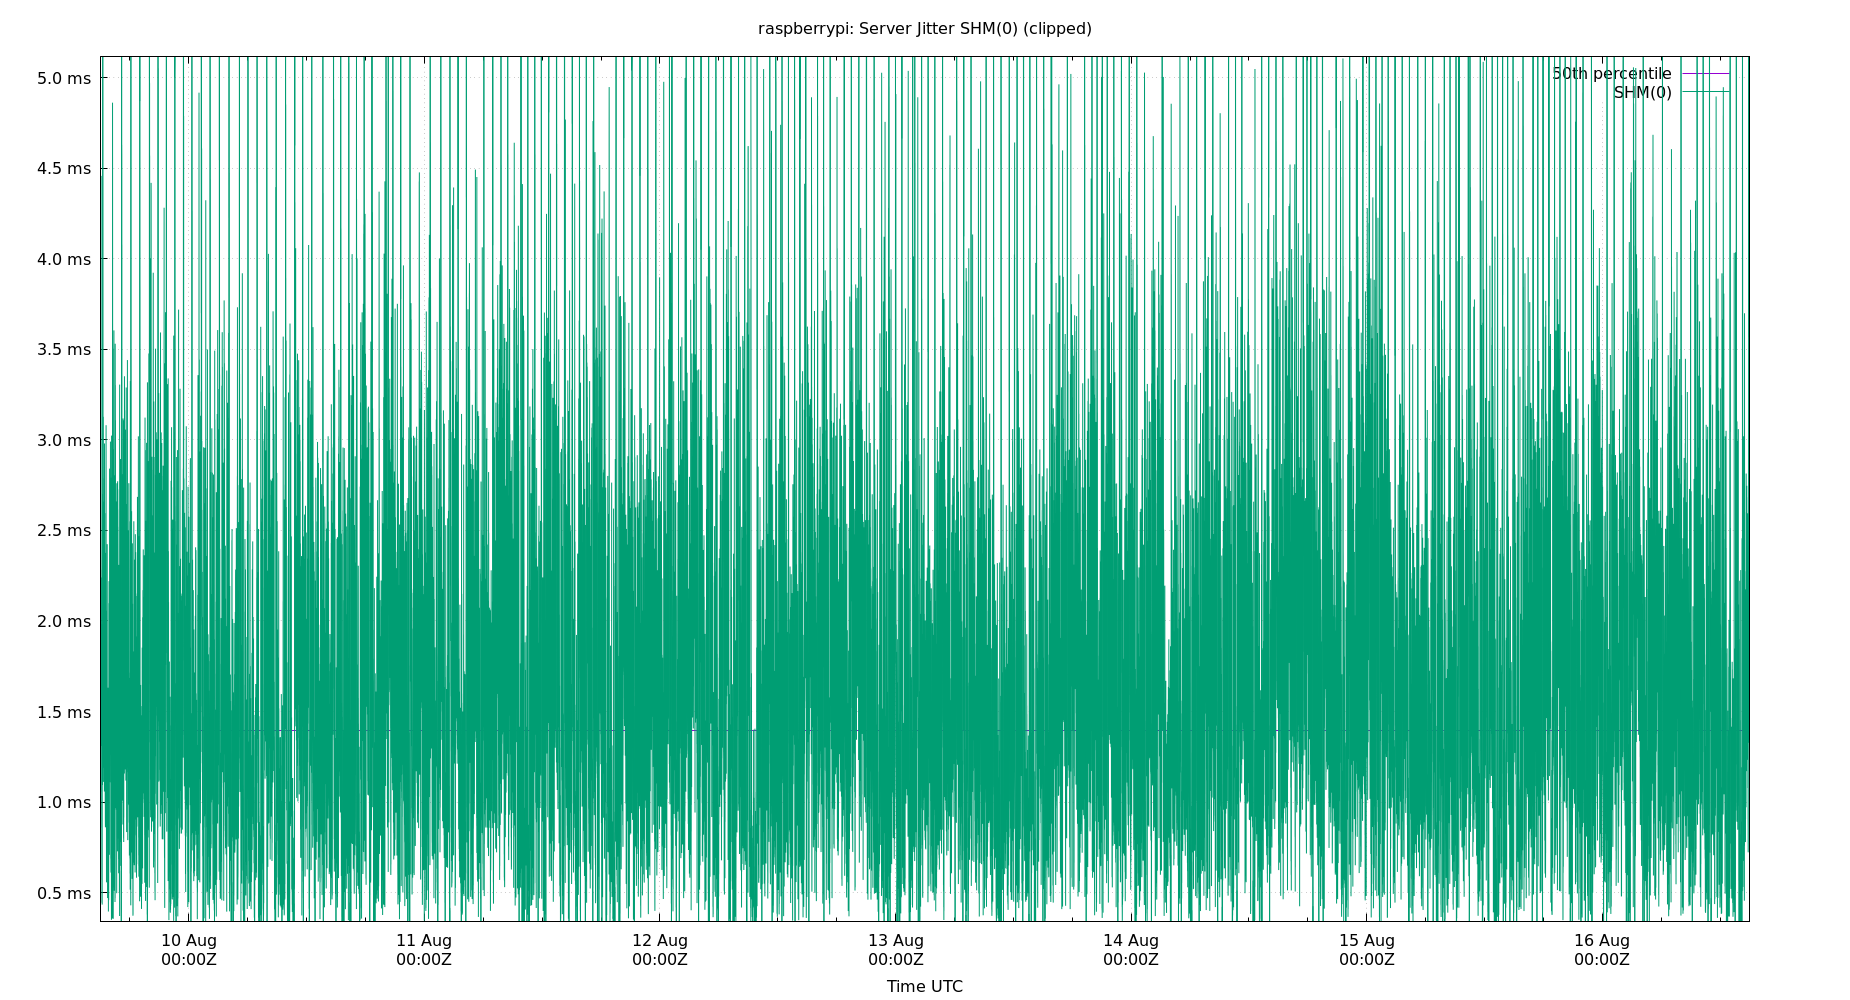 raspberrypi: Server Jitter SHM(0) (clipped)
50th percentile
SHM(0)
5.0 ms
4.5 ms
4.0 ms
3.5 ms
3.0 ms
2.5 ms
2.0 ms
1.5 ms
1.0 ms
0.5 ms
10 Aug
00:00Z
11 Aug
00:00Z
12 Aug
00:00Z
13 Aug
00:00Z
14 Aug
00:00Z
15 Aug
00:00Z
16 Aug
00:00Z
Time UTC